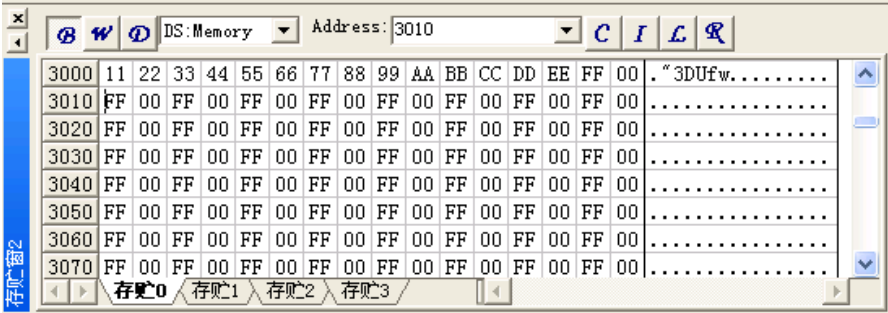 B W D DS:Memory Address: 3010 C I L R
3000 11 22 33 44 55 66 77 88 99 AA BB CC DD EE FF 00 ."3DUfw.........
3010 FF 00 FF 00 FF 00 FF 00 FF 00 FF 00 FF 00 FF 00 ................
3020 FF 00 FF 00 FF 00 FF 00 FF 00 FF 00 FF 00 FF 00 ................
3030 FF 00 FF 00 FF 00 FF 00 FF 00 FF 00 FF 00 FF 00 ................
3040 FF 00 FF 00 FF 00 FF 00 FF 00 FF 00 FF 00 FF 00 ................
3050 FF 00 FF 00 FF 00 FF 00 FF 00 FF 00 FF 00 FF 00 ................
3060 FF 00 FF 00 FF 00 FF 00 FF 00 FF 00 FF 00 FF 00 ................
3070 FF 00 FF 00 FF 00 FF 00 FF 00 FF 00 FF 00 FF 00 ................
存贮0 存贮1 存贮2 存贮3
存贮窗2